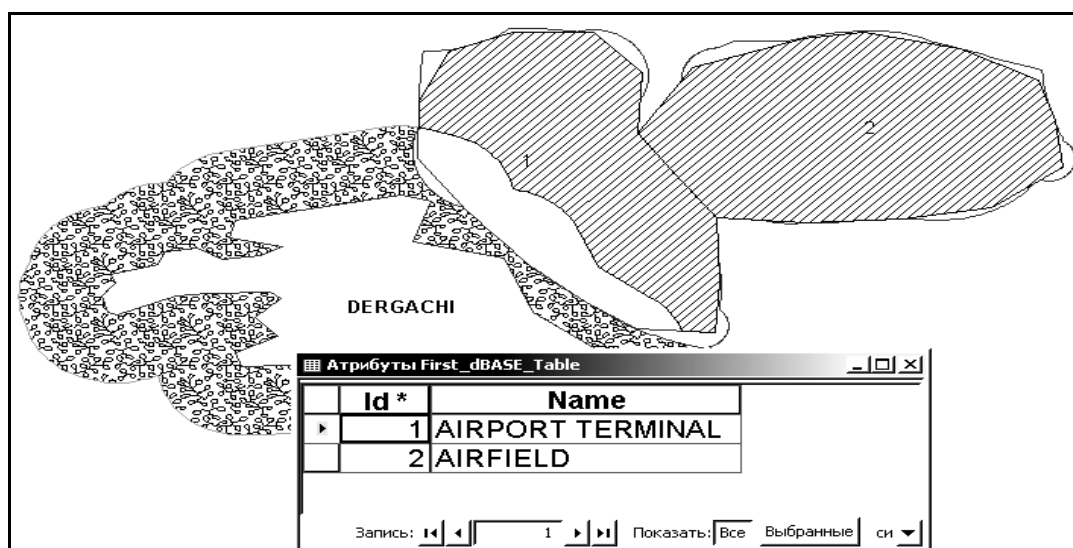 2
1
DERGACHI
Атрибуты First_dBASE_Table
Id * Name
1 AIRPORT TERMINAL
2 AIRFIELD
Запись: 1 Показать: Все Выбранные си